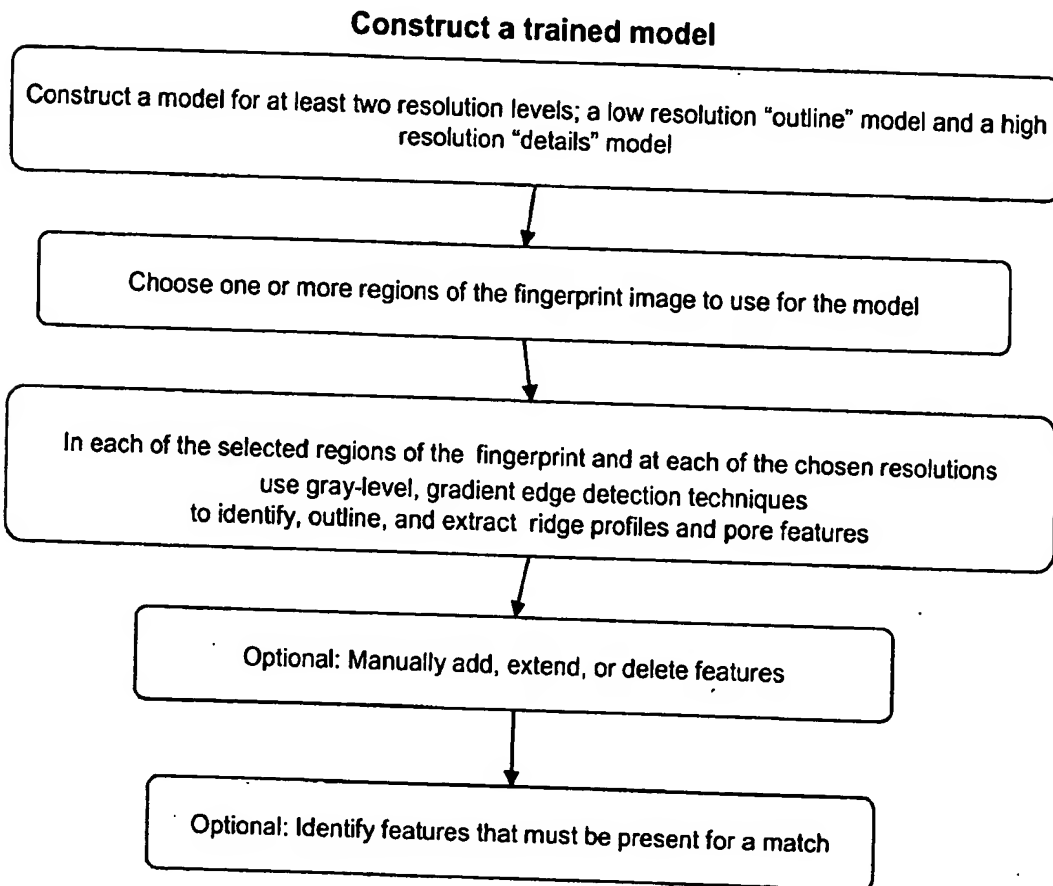 Construct a trained model
Construct a model for at least two resolution levels; a low resolution “outline” model and a high
resolution “details” model
Choose one or more regions of the fingerprint image to use for the model
In each of the selected regions of the fingerprint and at each of the chosen resolutions
use gray-level, gradient edge detection techniques
to identify, outline, and extract ridge profiles and pore features
Optional: Manually add, extend, or delete features
Optional: Identify features that must be present for a match